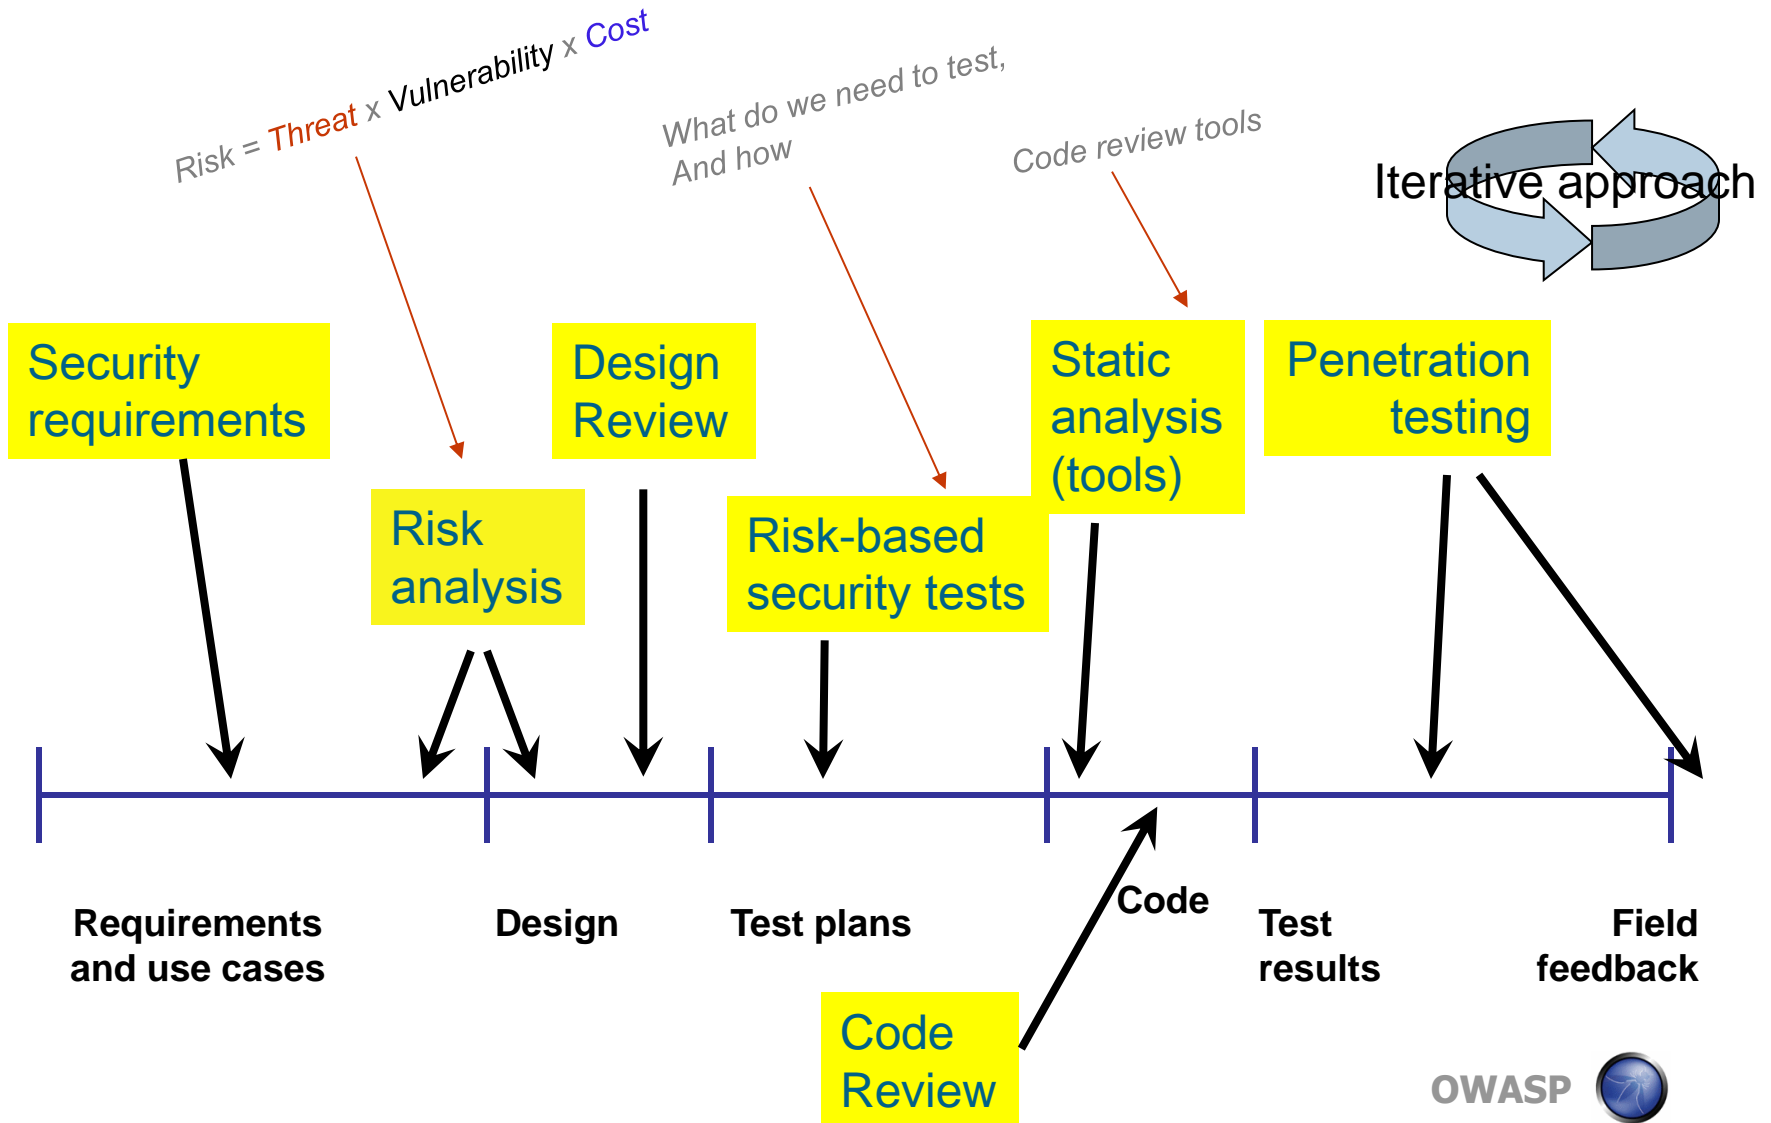 Risk = Threat x Vulnerability x Cost
What do we need to test,
And how
Code review tools
Iterative approach
Security
requirements
Risk
analysis
Design
Review
Risk-based
security tests
Static
analysis
(tools)
Penetration
testing
Requirements
and use cases
Design
Test plans
Code
Test
results
Field
feedback
Code
Review
OWASP